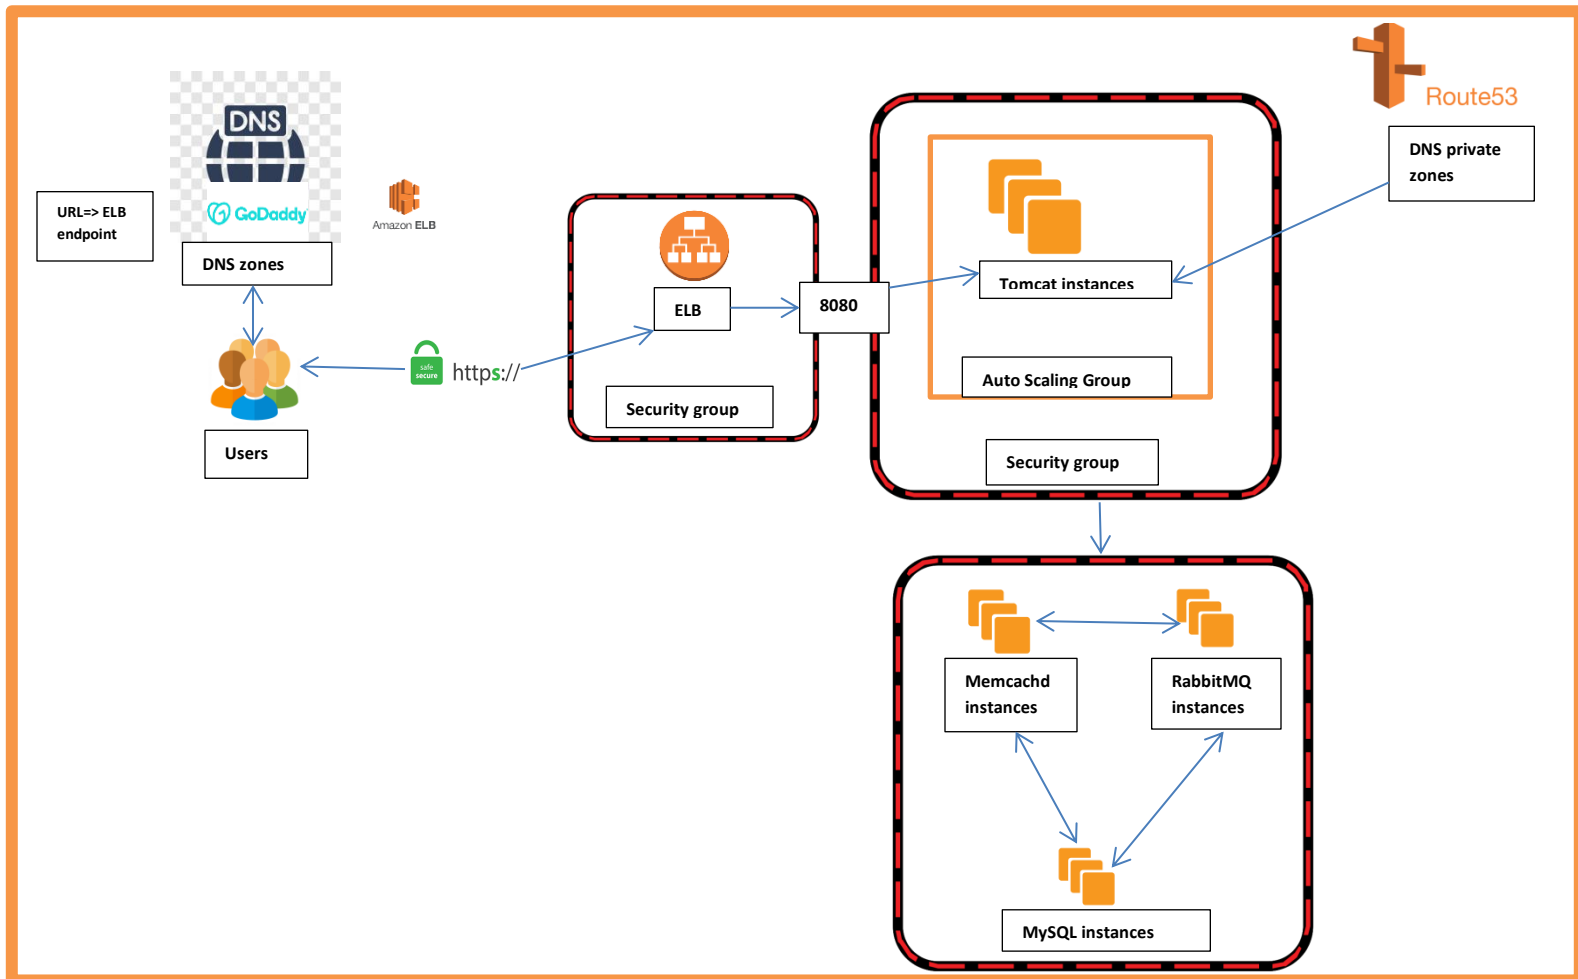 DNS
GoDaddy
URL=> ELB
endpoint
Amazon ELB
DNS zones
Users
safe
secure
https://
ELB
Security group
8080
Tomcat instances
Auto Scaling Group
Security group
Route53
DNS private
zones
Memcachd
instances
RabbitMQ
instances
MySQL instances